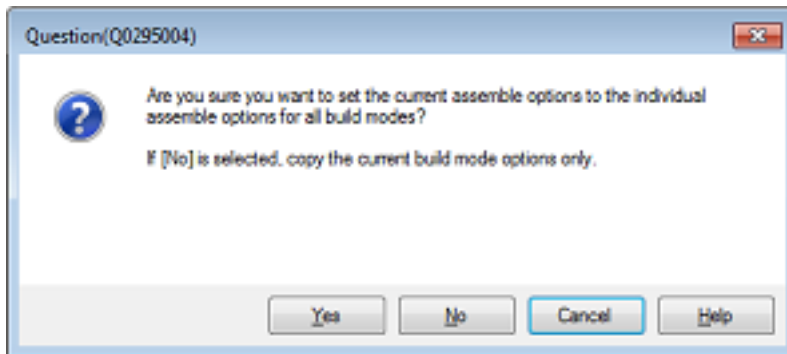 Question(Q0295004)
Are you sure you want to set the current assemble options to the individual
assemble options for all build modes?
If [No] is selected, copy the current build mode options only.
Yes
No
Cancel
Help